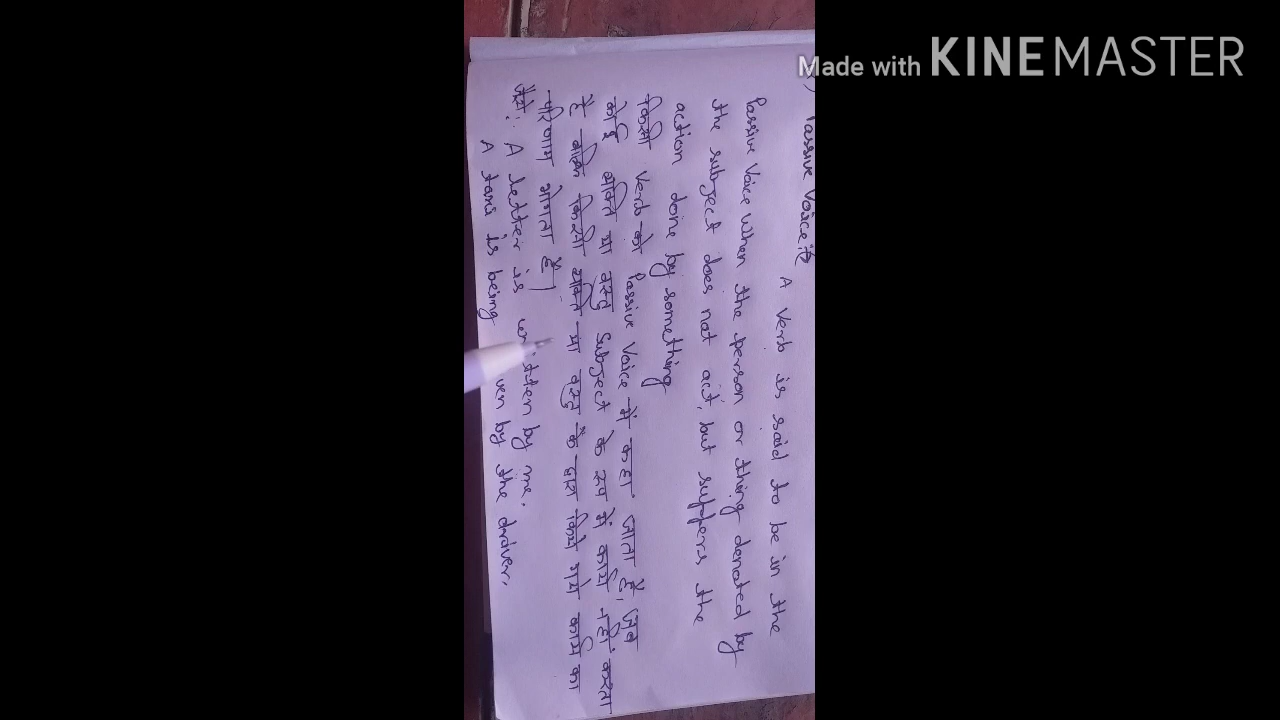 Made with KINEMASTER
Passive Voice:
A verb is said to be in the
Passive Voice when the person or thing denoted by
the subject does not act, but suffers the
action done by something
किसी Verb को Passive Voice में कहा जाता है, जब
कोई व्यक्ति या वस्तु Subject के रूप में कार्य नहीं करता
है बल्कि किसी व्यक्ति या वस्तु के द्वारा किये गये कार्य का
परिणाम भोगता है|
जैसे: A letter is written by me.
A taxi is being by the driver.